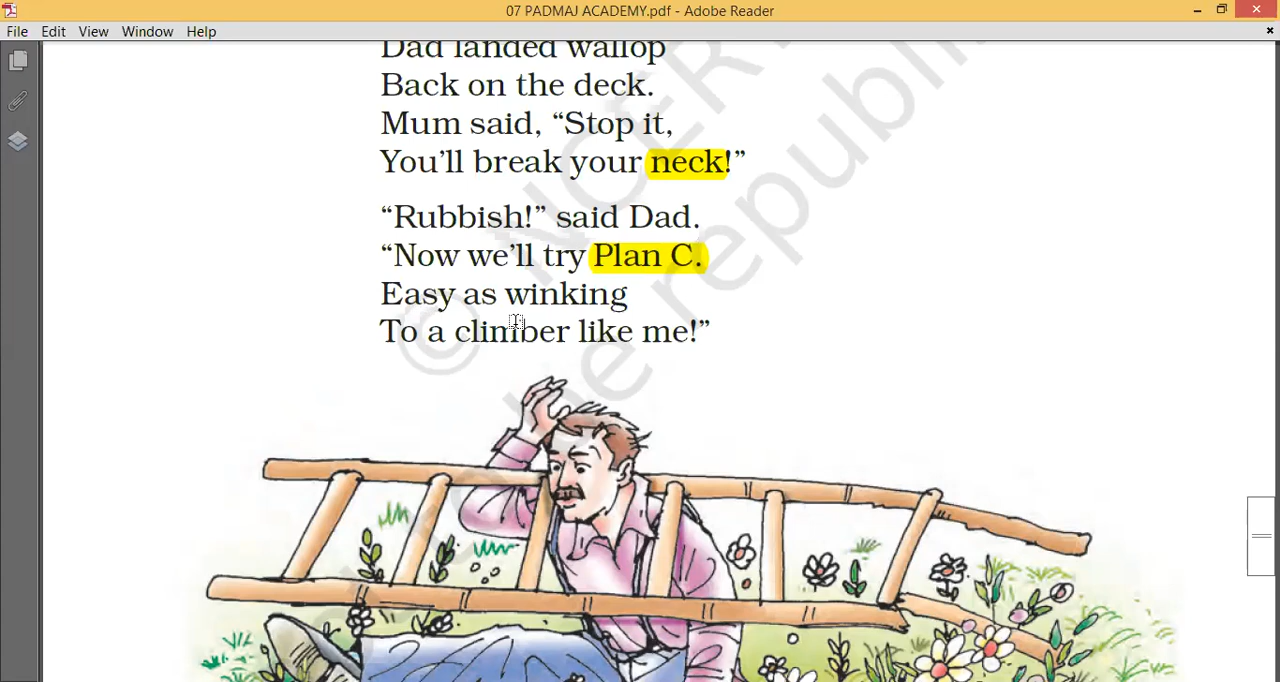 07 PADMAJ ACADEMY.pdf - Adobe Reader
File Edit View Window Help
Dad landed wallop
Back on the deck.
Mum said, “Stop it,
You’ll break your neck!”
“Rubbish!” said Dad.
“Now we’ll try Plan C.
Easy as winking
To a climber like me!”
© NCERT
republi